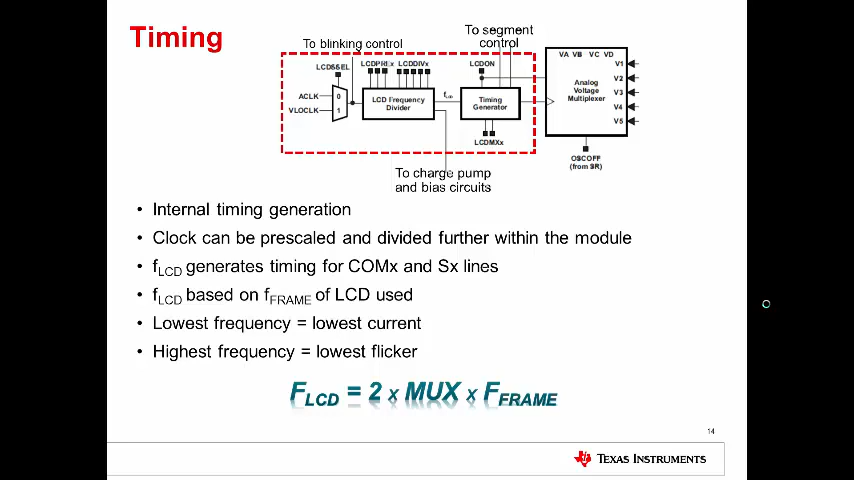 Timing
To blinking control
To segment
control
LCDSSEL
LCDPREx
LCDDIVx
LCDON
VA VB VC VD
V1
V2
V3
V4
V5
ACLK
0
VLOCLK
1
LCD Frequency
Divider
fLCD
Timing
Generator
Analog
Voltage
Multiplexer
LCDMXx
OSCOFF
(from SR)
To charge pump
and bias circuits
• Internal timing generation
• Clock can be prescaled and divided further within the module
• fLCD generates timing for COMx and Sx lines
• fLCD based on fFRAME of LCD used
• Lowest frequency = lowest current
• Highest frequency = lowest flicker
FLCD = 2 x MUX x FFRAME
14
TEXAS INSTRUMENTS